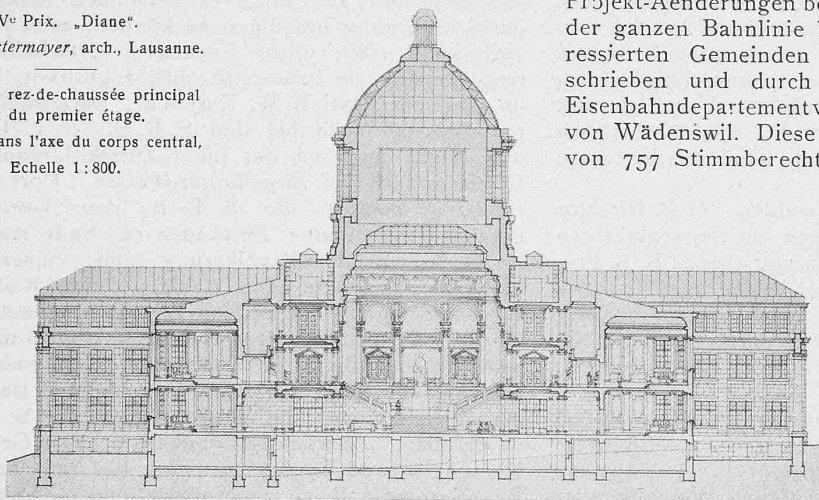 Vᵉ Prix. „Diane“.
termayer, arch., Lausanne.
rez-de-chaussée principal
du premier étage.
ans l'axe du corps central,
Echelle 1 : 800.
Projekt-Aenderungen be
der ganzen Bahnlinie
ressierten Gemeinden
schrieben und durch
Eisenbahndepartement
von Wädenswil. Diese
von 757 Stimmberecht